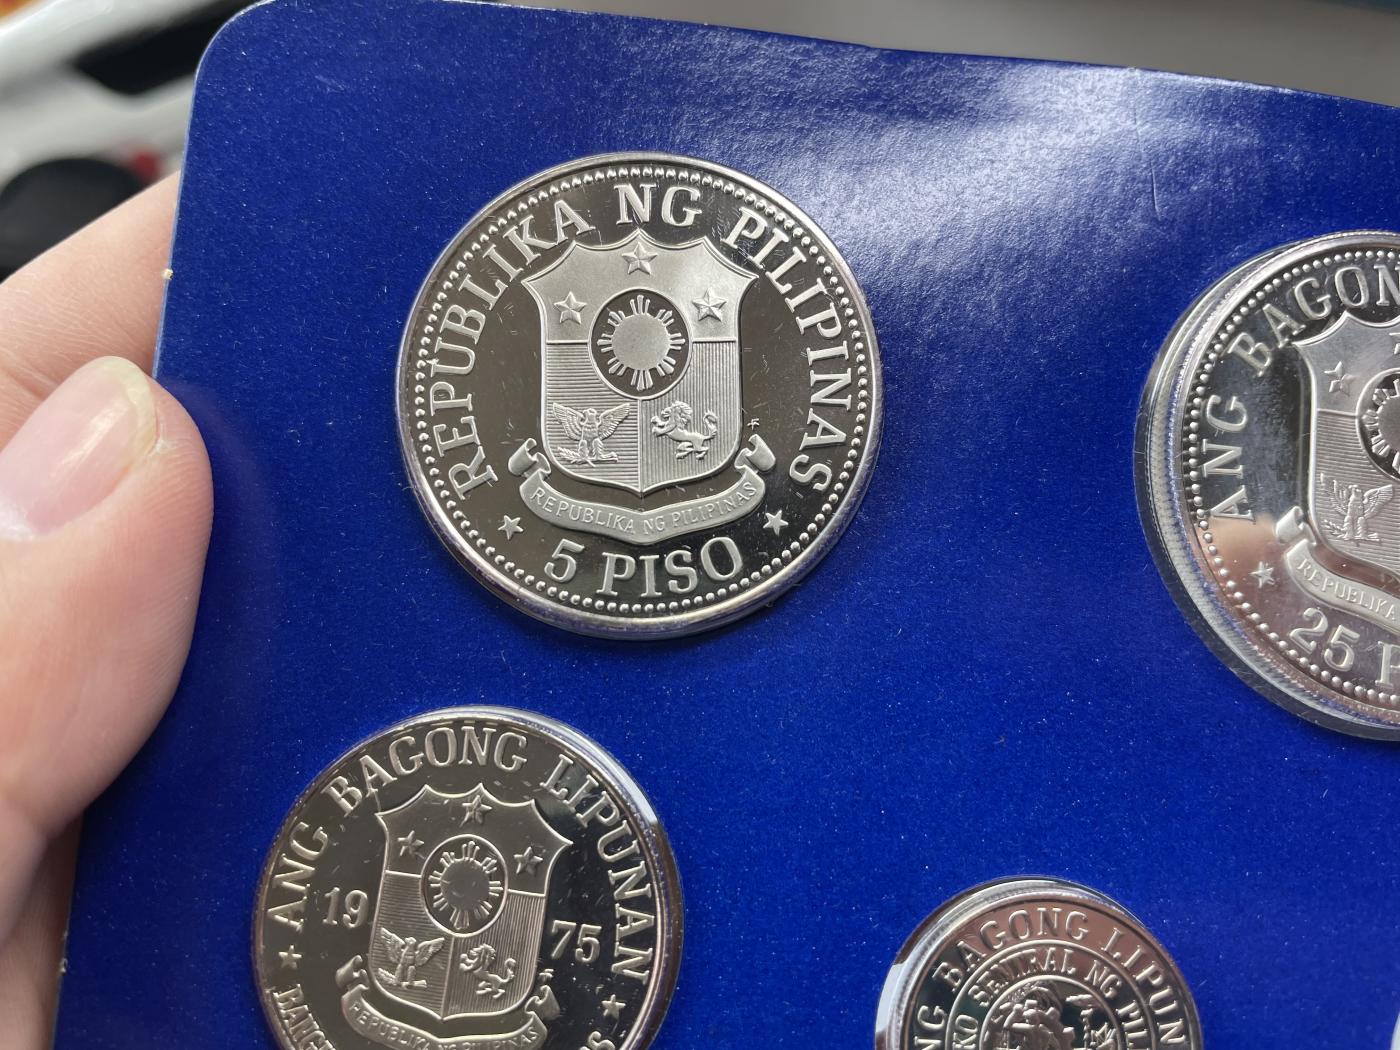 REPUBLIKA NG PILIPINAS
REPUBLIKA NG PILIPINAS
5 PISO
ANG BAGONG
REPUBLIKA
25
ANG BAGONG LIPUNAN
19 75
REPUBLIKA NG PILIPINAS
BAGONG
NG